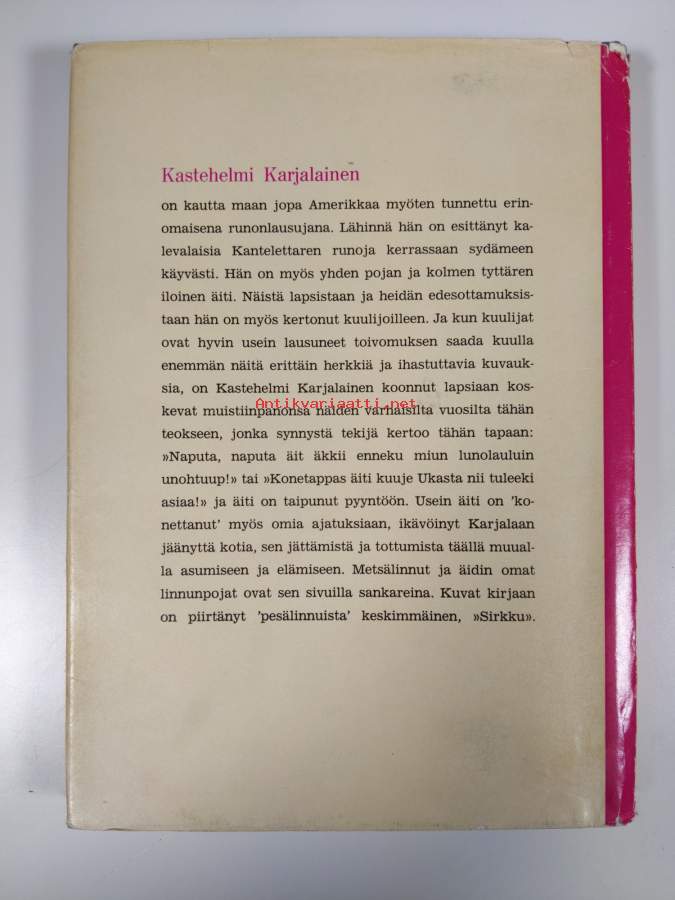 Kastehelmi Karjalainen
on kautta maan jopa Amerikkaa myöten tunnettu erin-
omaisena runonlausujana. Lähinnä hän on esittänyt ka-
levalaisia Kantelettaren runoja kerrassaan sydämeen
käyvästi. Hän on myös yhden pojan ja kolmen tyttären
iloinen äiti. Näistä lapsistaan ja heidän edesottamuksis-
taan hän on myös kertonut kuulijoilleen. Ja kun kuulijat
ovat hyvin usein lausuneet toivomuksen saada kuulla
enemmän näitä erittäin herkkiä ja ihastuttavia kuvauk-
sia, on Kastehelmi Karjalainen koonnut lapsiaan kos-
Antikvariaatti.net
kevat muistiinpanonsa näiden varhaisilta vuosilta tähän
teokseen, jonka synnystä tekijä kertoo tähän tapaan:
»Naputa, naputa äit äkkii enneku miun lunolauluin
unohtuup!» tai »Konetappas äiti kuuje Ukasta nii tuleeki
asiaa!» ja äiti on taipunut pyyntöön. Usein äiti on 'ko-
nettanut' myös omia ajatuksiaan, ikävöinyt Karjalaan
jäänyttä kotia, sen jättämistä ja tottumista täällä muual-
la asumiseen ja elämiseen. Metsälinnut ja äidin omat
linnunpojat ovat sen sivuilla sankareina. Kuvat kirjaan
on piirtänyt 'pesälinnuista' keskimmäinen, »Sirkku».